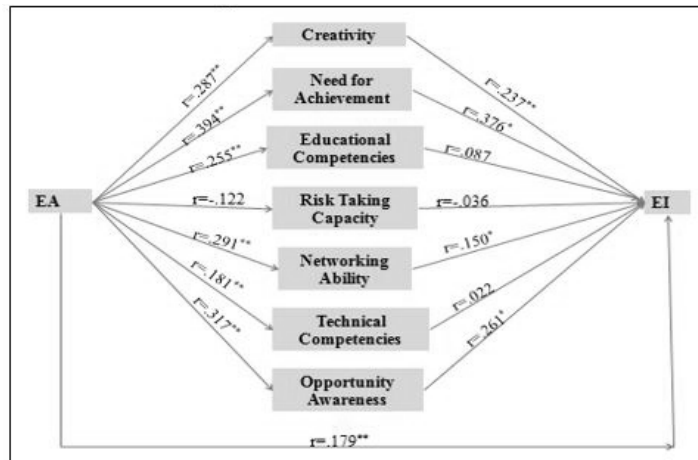 Creativity
r=.287**
r=.237**
Need for
Achievement
r=.394**
r=.376*
Educational
Competencies
r=.255**
r=.087
EA
r=-.122
Risk Taking
Capacity
r=-.036
EI
r=.291**
Networking
Ability
r=.150*
r=.181**
Technical
Competencies
r=.022
r=.317**
Opportunity
Awareness
r=.261*
r=.179**